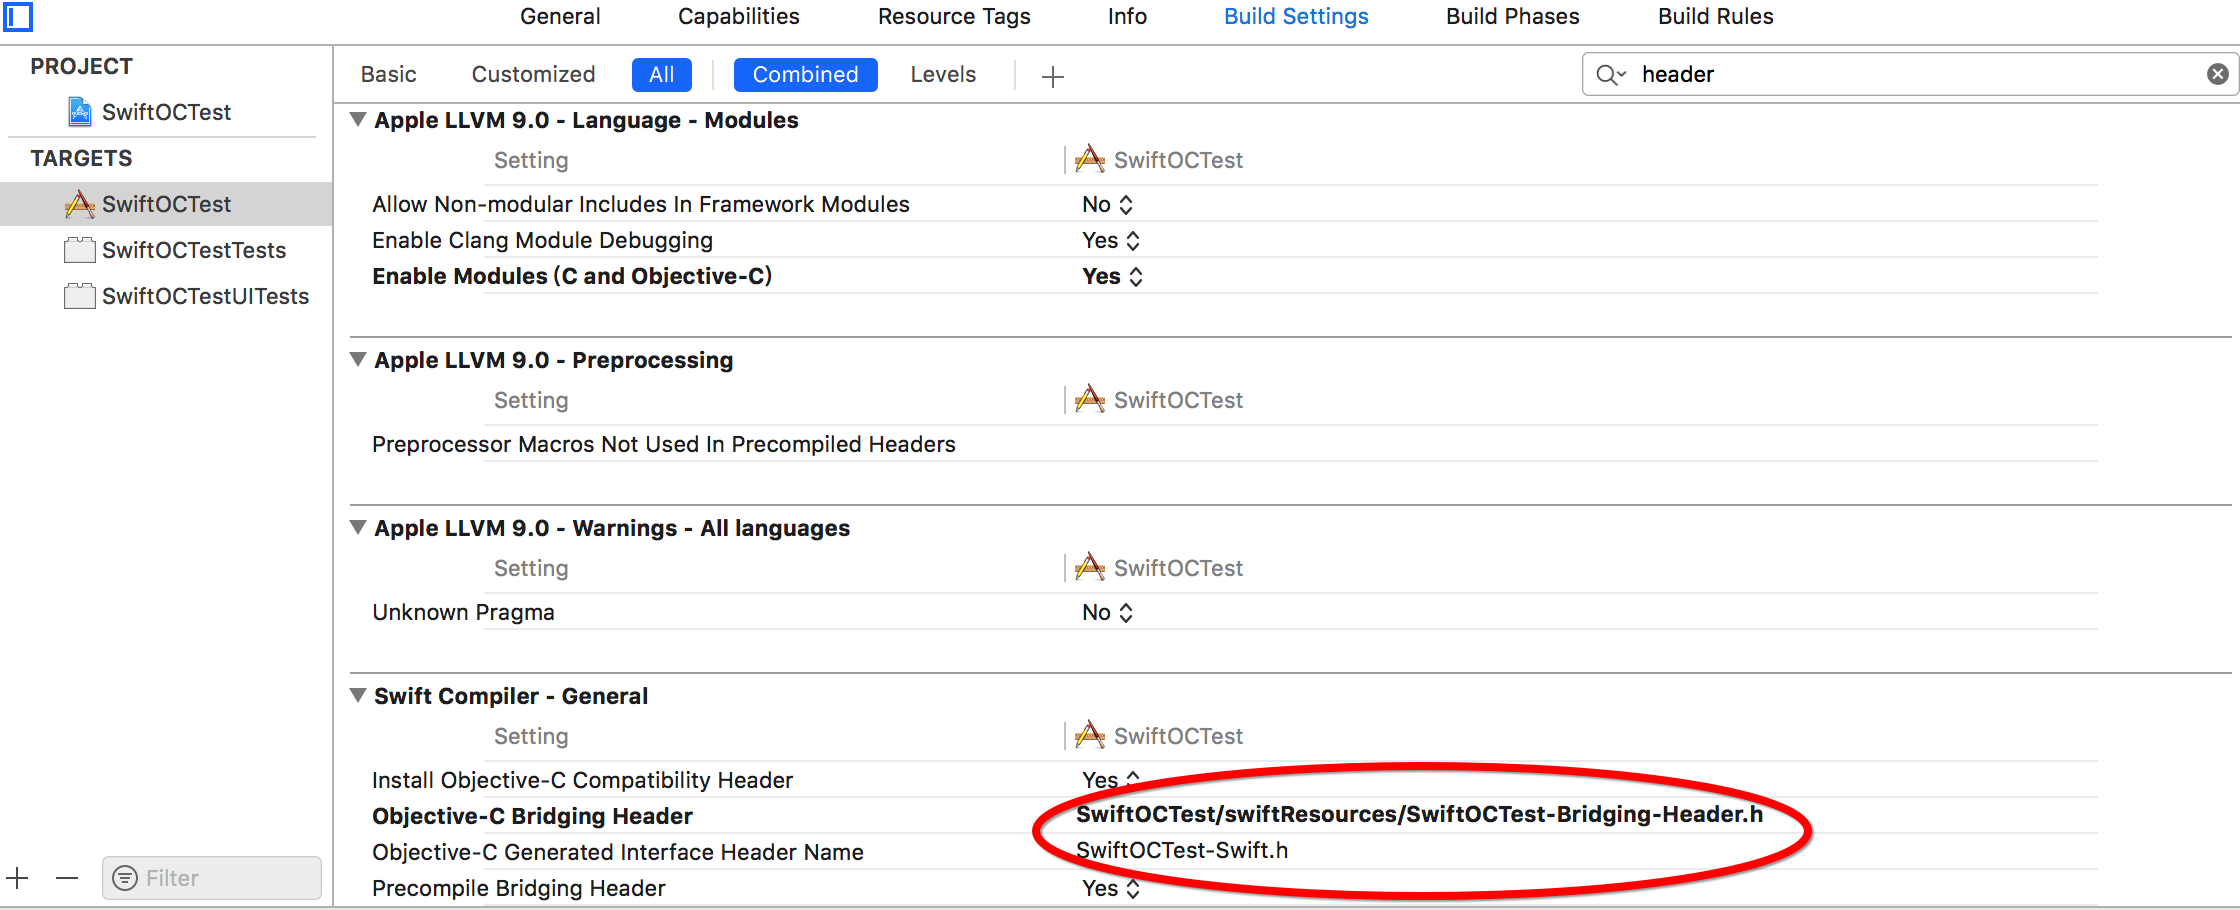 General Capabilities Resource Tags Info Build Settings Build Phases Build Rules
PROJECT
SwiftOCTest
TARGETS
SwiftOCTest
SwiftOCTestTests
SwiftOCTestUITests
Filter
Basic Customized All Combined Levels
header
Apple LLVM 9.0 - Language - Modules
Setting SwiftOCTest
Allow Non-modular Includes In Framework Modules No
Enable Clang Module Debugging Yes
Enable Modules (C and Objective-C) Yes
Apple LLVM 9.0 - Preprocessing
Setting SwiftOCTest
Preprocessor Macros Not Used In Precompiled Headers
Apple LLVM 9.0 - Warnings - All languages
Setting SwiftOCTest
Unknown Pragma No
Swift Compiler - General
Setting SwiftOCTest
Install Objective-C Compatibility Header Yes
Objective-C Bridging Header SwiftOCTest/swiftResources/SwiftOCTest-Bridging-Header.h
Objective-C Generated Interface Header Name SwiftOCTest-Swift.h
Precompile Bridging Header Yes